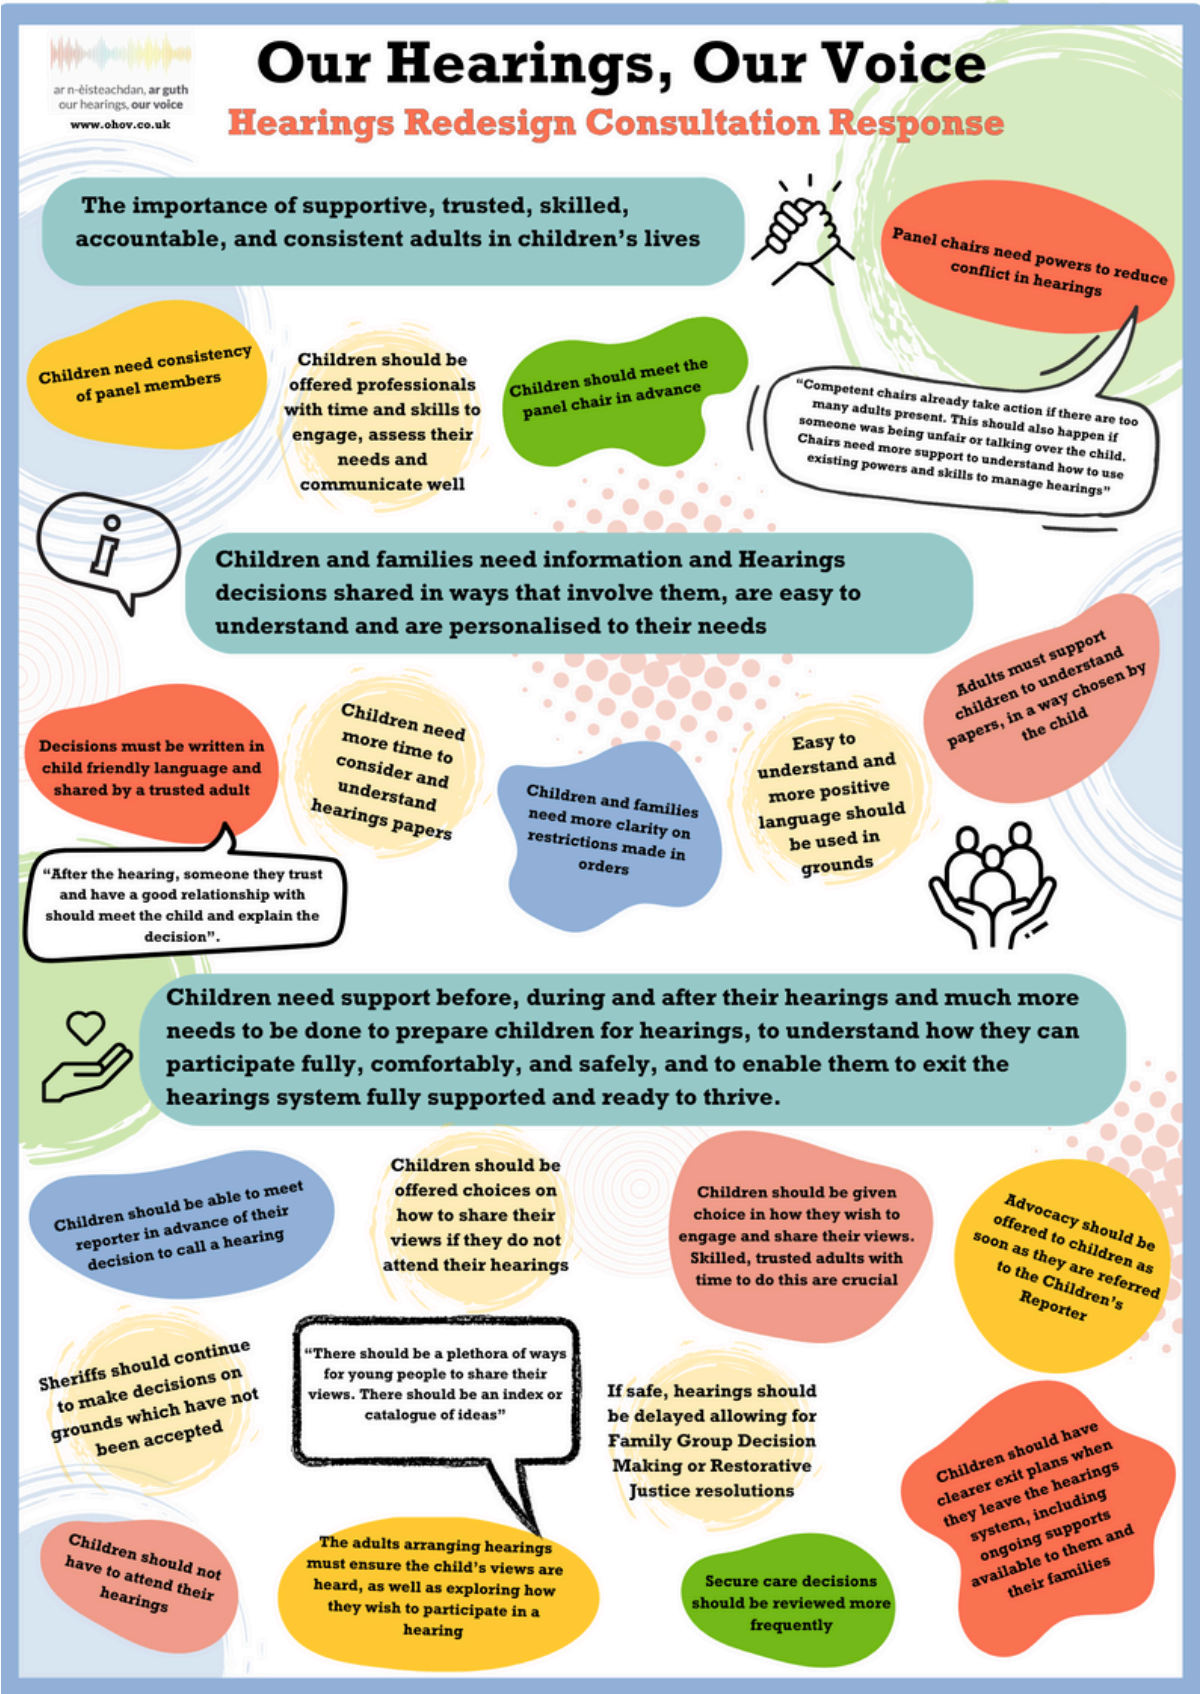 ar n-èisteachdan, ar guth
our hearings, our voice
www.ohov.co.uk
Our Hearings, Our Voice
Hearings Redesign Consultation Response
The importance of supportive, trusted, skilled,
accountable, and consistent adults in children's lives
Panel chairs need powers to reduce
conflict in hearings
Children need consistency
of panel members
Children should be
offered professionals
with time and skills to
engage, assess their
needs and
communicate well
Children should meet the
panel chair in advance
"Competent chairs already take action if there are too
many adults present. This should also happen if
someone was being unfair or talking over the child.
Chairs need more support to understand how to use
existing powers and skills to manage hearings"
i
Children and families need information and Hearings
decisions shared in ways that involve them, are easy to
understand and are personalised to their needs
Adults must support
children to understand
papers, in a way chosen by
the child
Decisions must be written in
child friendly language and
shared by a trusted adult
Children need
more time to
consider and
understand
hearings papers
Children and families
need more clarity on
restrictions made in
orders
Easy to
understand and
more positive
language should
be used in
grounds
"After the hearing, someone they trust
and have a good relationship with
should meet the child and explain the
decision".
Children need support before, during and after their hearings and much more
needs to be done to prepare children for hearings, to understand how they can
participate fully, comfortably, and safely, and to enable them to exit the
hearings system fully supported and ready to thrive.
Children should be able to meet
reporter in advance of their
decision to call a hearing
Children should be
offered choices on
how to share their
views if they do not
attend their hearings
Children should be given
choice in how they wish to
engage and share their views.
Skilled, trusted adults with
time to do this are crucial
Advocacy should be
offered to children as
soon as they are referred
to the Children's
Reporter
Sheriffs should continue
to make decisions on
grounds which have not
been accepted
"There should be a plethora of ways
for young people to share their
views. There should be an index or
catalogue of ideas"
If safe, hearings should
be delayed allowing for
Family Group Decision
Making or Restorative
Justice resolutions
Children should have
clearer exit plans when
they leave the hearings
system, including
ongoing supports
available to them and
their families
Children should not
have to attend their
hearings
The adults arranging hearings
must ensure the child's views are
heard, as well as exploring how
they wish to participate in a
hearing
Secure care decisions
should be reviewed more
frequently